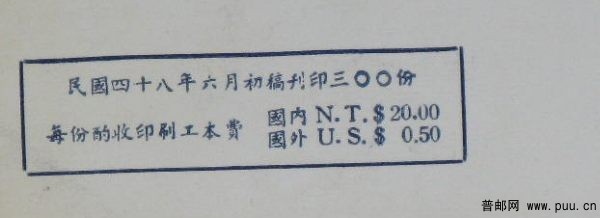 民國四十八年六月初稿刋印三〇〇份
每份酌收印刷工本費
國內 N.T.$ 20.00
國外 U.S.$ 0.50
普邮网 www.puu.cn